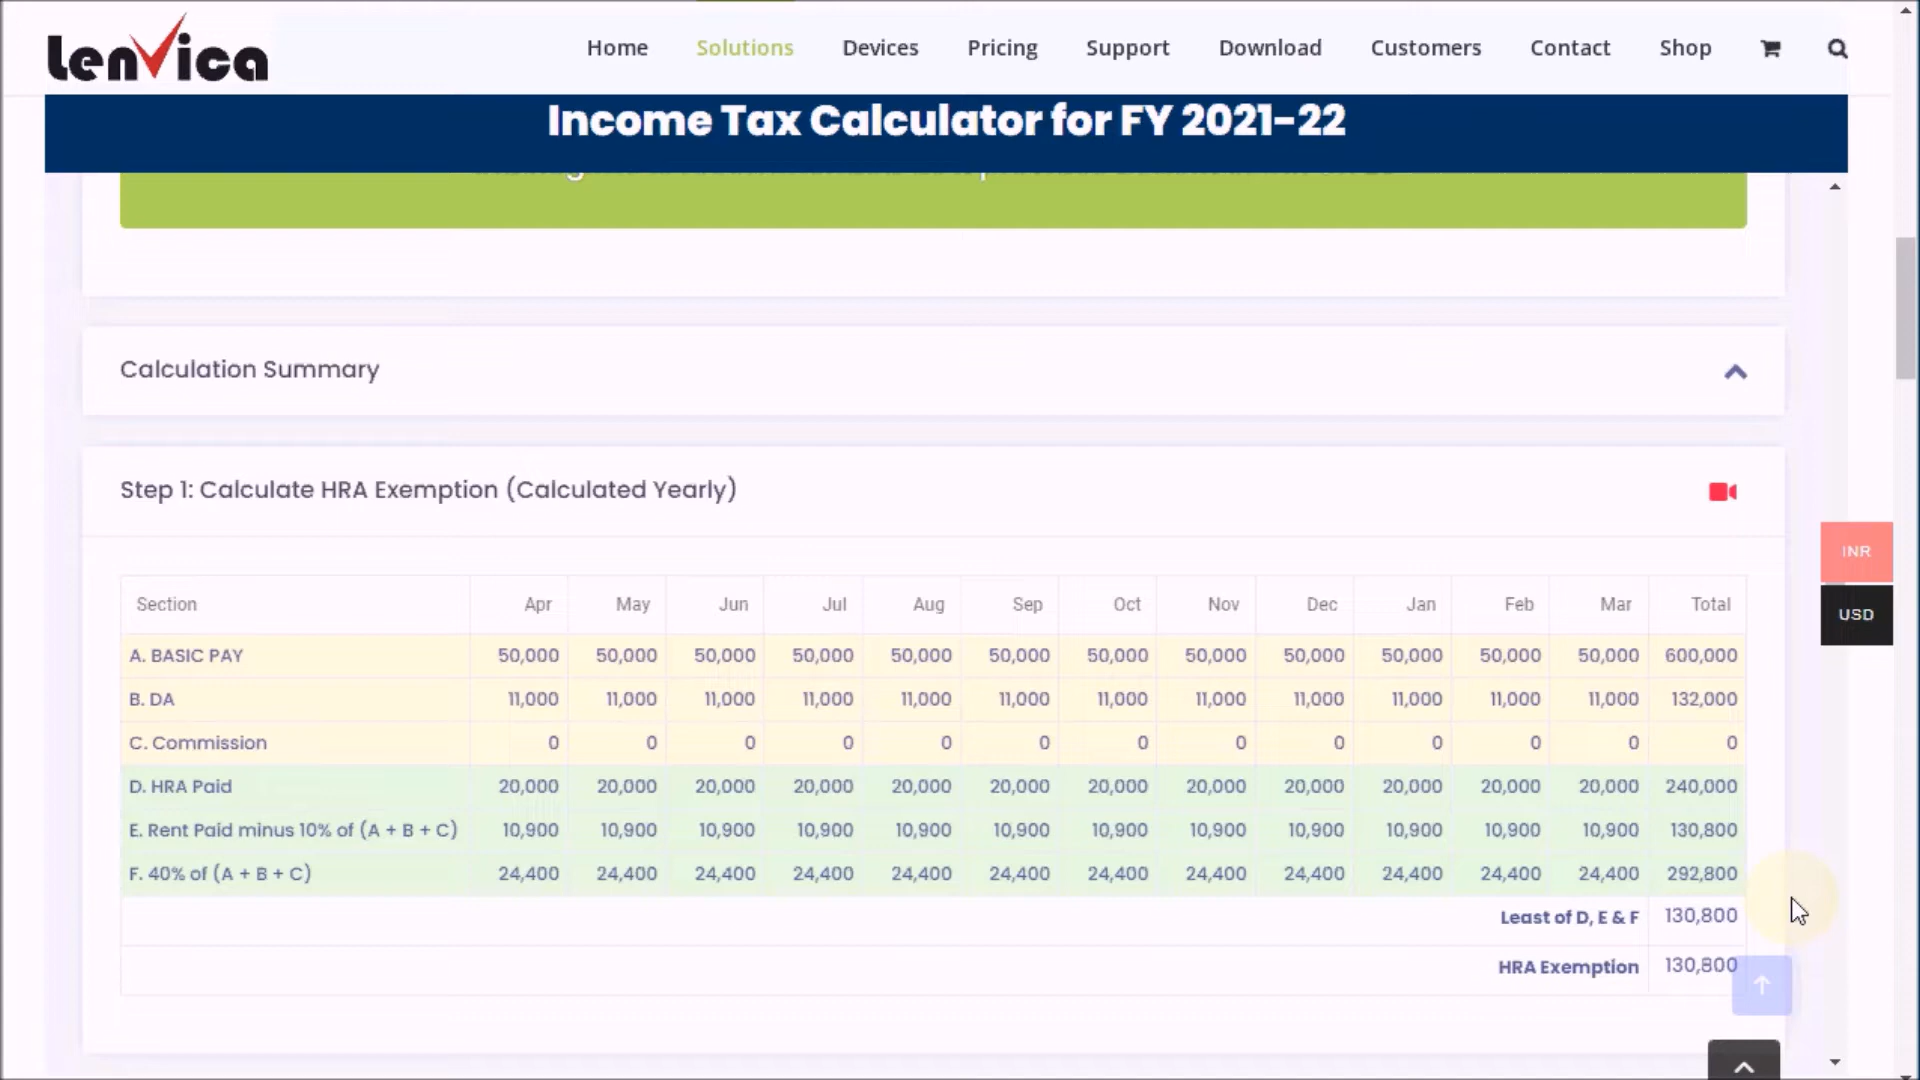 lenvica
Home Solutions Devices Pricing Support Download Customers Contact Shop
Income Tax Calculator for FY 2021-22
Calculation Summary
Step 1: Calculate HRA Exemption (Calculated Yearly)
INR
USD
Section Apr May Jun Jul Aug Sep Oct Nov Dec Jan Feb Mar Total
A. BASIC PAY 50,000 50,000 50,000 50,000 50,000 50,000 50,000 50,000 50,000 50,000 50,000 50,000 600,000
B. DA 11,000 11,000 11,000 11,000 11,000 11,000 11,000 11,000 11,000 11,000 11,000 11,000 132,000
C. Commission 0 0 0 0 0 0 0 0 0 0 0 0 0
D. HRA Paid 20,000 20,000 20,000 20,000 20,000 20,000 20,000 20,000 20,000 20,000 20,000 20,000 240,000
E. Rent Paid minus 10% of (A + B + C) 10,900 10,900 10,900 10,900 10,900 10,900 10,900 10,900 10,900 10,900 10,900 10,900 130,800
F. 40% of (A + B + C) 24,400 24,400 24,400 24,400 24,400 24,400 24,400 24,400 24,400 24,400 24,400 24,400 292,800
Least of D, E & F 130,800
HRA Exemption 130,800